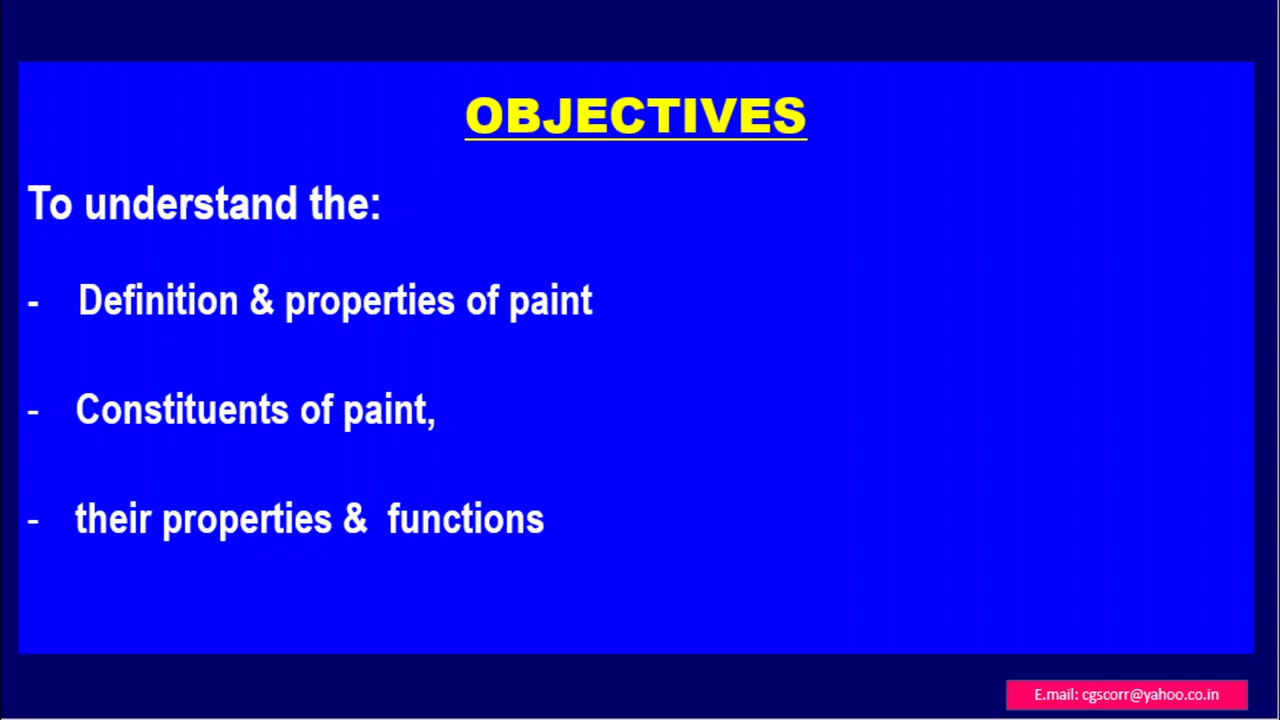 OBJECTIVES
To understand the:
- Definition & properties of paint
- Constituents of paint,
- their properties & functions
E.mail: cgscorr@yahoo.co.in